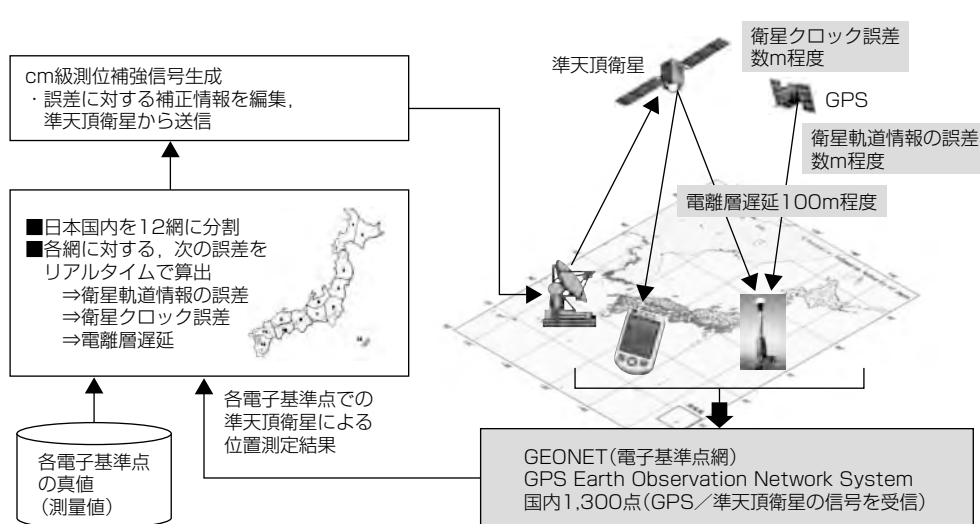 cm級測位補強信号生成
・誤差に対する補正情報を編集,
準天頂衛星から送信
■日本国内を12網に分割
■各網に対する，次の誤差を
リアルタイムで算出
⇒衛星軌道情報の誤差
⇒衛星クロック誤差
⇒電離層遅延
各電子基準点
の真値
(測量値)
各電子基準点での
準天頂衛星による
位置測定結果
準天頂衛星
衛星クロック誤差
数m程度
GPS
衛星軌道情報の誤差
数m程度
電離層遅延100m程度
GEONET(電子基準点網)
GPS Earth Observation Network System
国内1,300点(GPS／準天頂衛星の信号を受信)